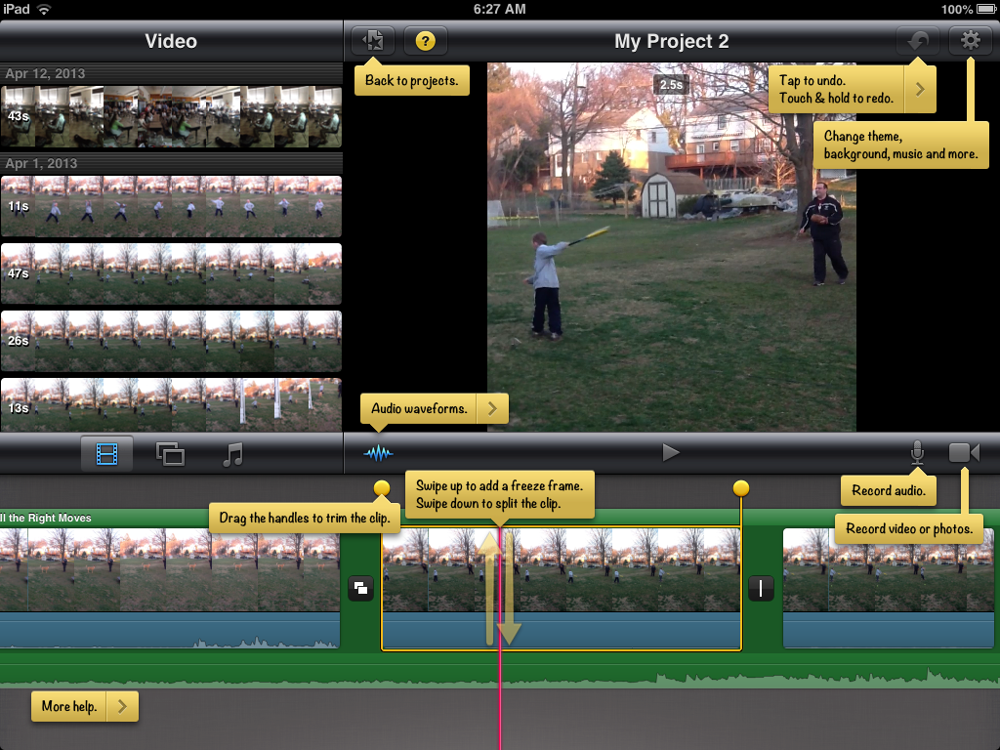 iPad
6:27 AM
100%
Video
?
My Project 2
Apr 12, 2013
43s
Apr 1, 2013
11s
47s
26s
13s
Back to projects.
2.5s
Tap to undo.
Touch & hold to redo.
Change theme,
background, music and more.
Audio waveforms.
Swipe up to add a freeze frame.
Swipe down to split the clip.
Record audio.
Drag the handles to trim the clip.
ll the Right Moves
Record video or photos.
More help.